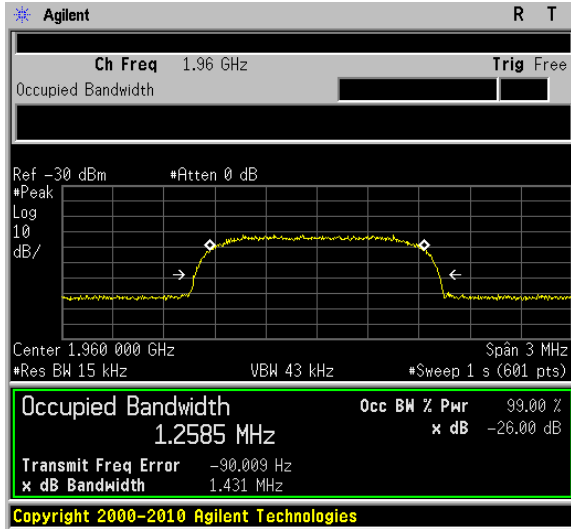 Agilent R T
Ch Freq 1.96 GHz Trig Free
Occupied Bandwidth
Ref -30 dBm #Atten 0 dB
#Peak
Log
10
dB/
Center 1.960 000 GHz Span 3 MHz
#Res BW 15 kHz VBW 43 kHz #Sweep 1 s (601 pts)
Occupied Bandwidth Occ BW % Pwr 99.00 %
1.2585 MHz x dB -26.00 dB
Transmit Freq Error -90.009 Hz
x dB Bandwidth 1.431 MHz
Copyright 2000-2010 Agilent Technologies